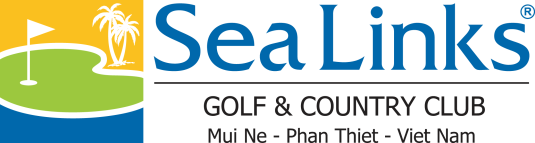 Sea Links®
GOLF & COUNTRY CLUB
Mui Ne - Phan Thiet - Viet Nam